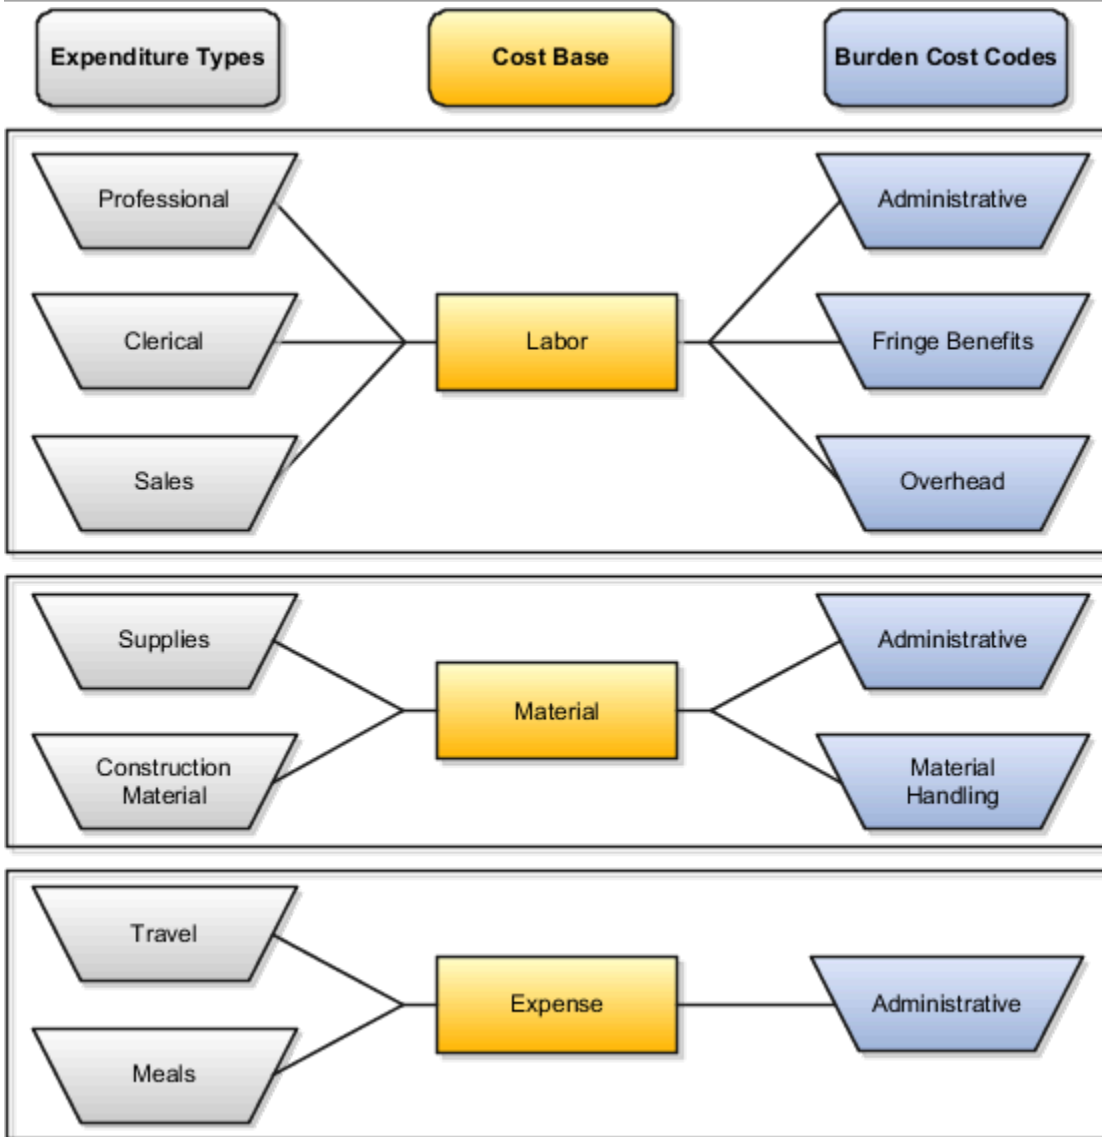 Expenditure Types
Cost Base
Burden Cost Codes
Professional
Administrative
Clerical
Labor
Fringe Benefits
Sales
Overhead
Supplies
Administrative
Material
Construction
Material
Material
Handling
Travel
Expense
Administrative
Meals